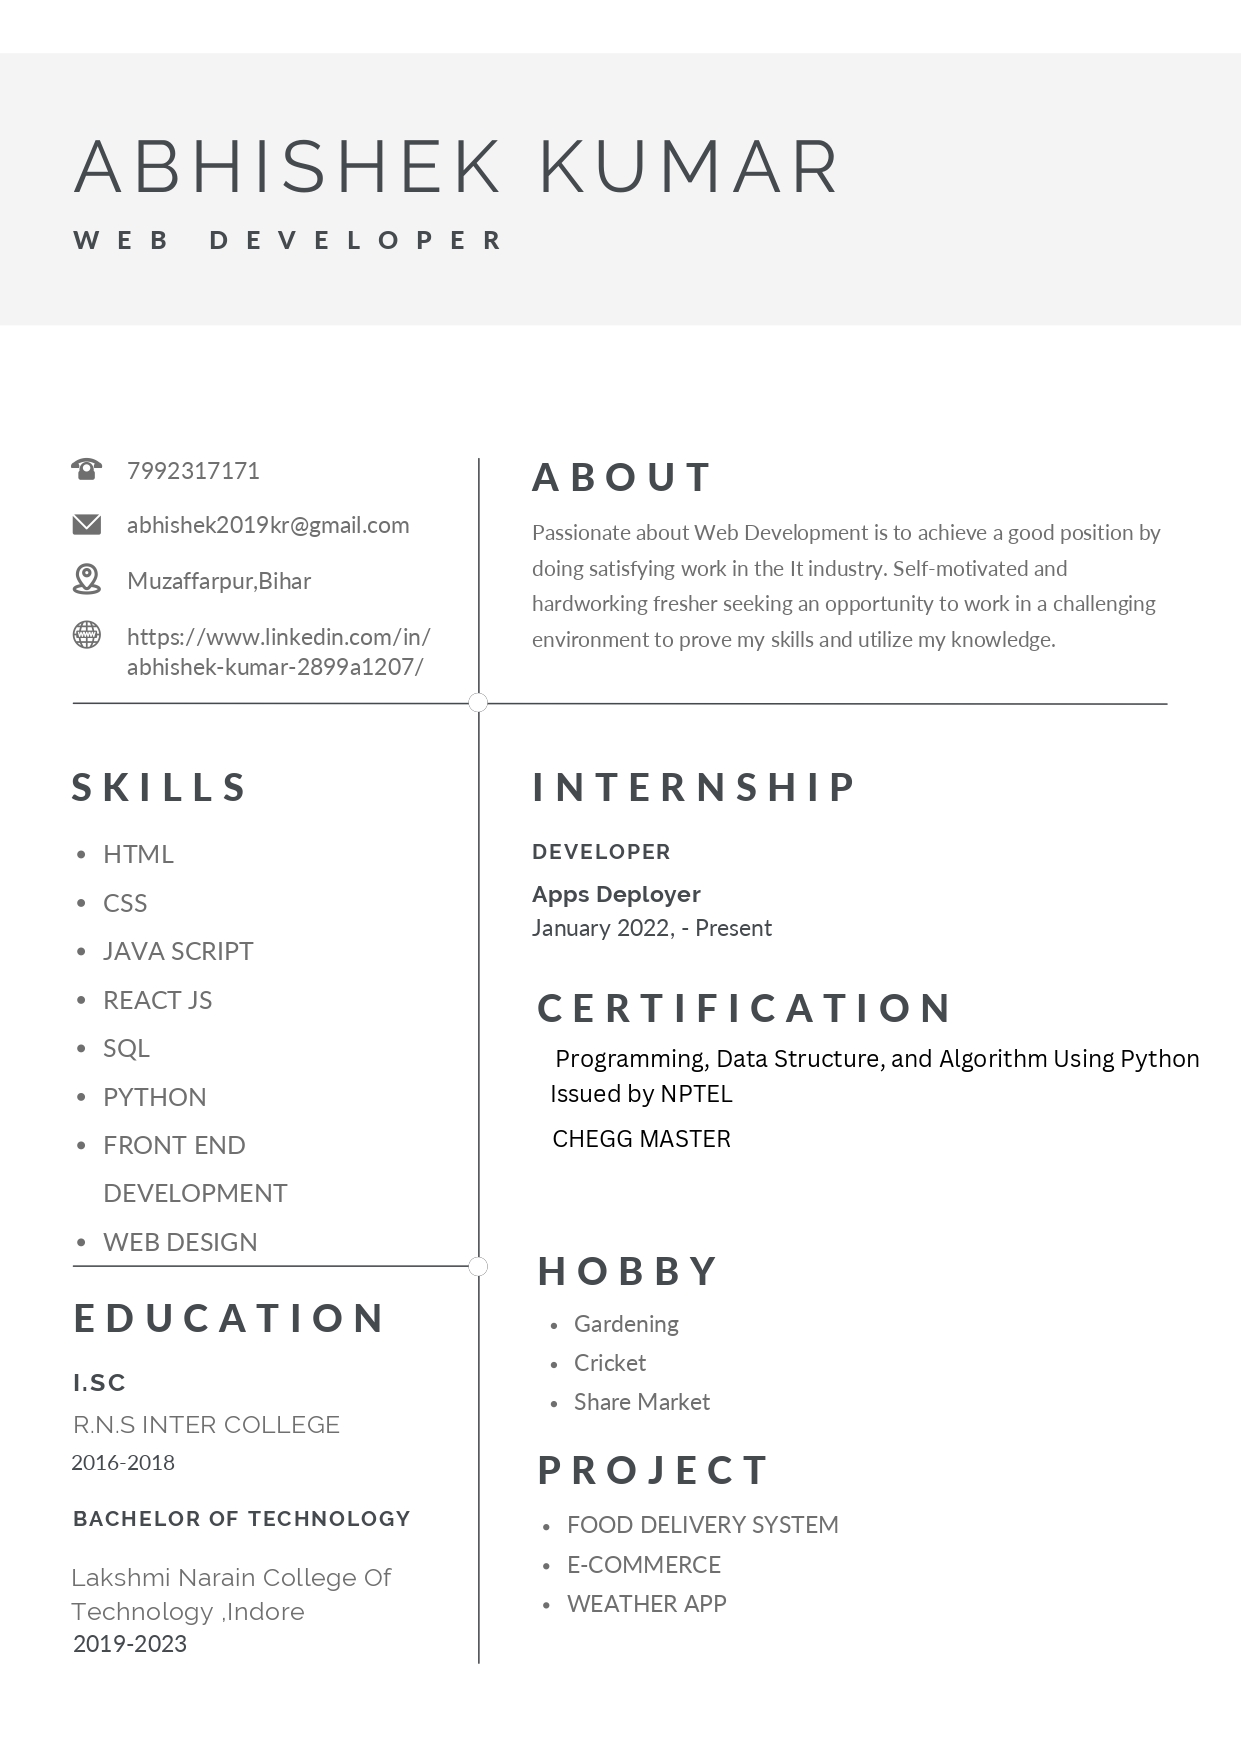 ABHISHEK KUMAR
WEB DEVELOPER
7992317171
abhishek2019kr@gmail.com
Muzaffarpur,Bihar
https://www.linkedin.com/in/
abhishek-kumar-2899a1207/
ABOUT
Passionate about Web Development is to achieve a good position by
doing satisfying work in the It industry. Self-motivated and
hardworking fresher seeking an opportunity to work in a challenging
environment to prove my skills and utilize my knowledge.
SKILLS
• HTML
• CSS
• JAVA SCRIPT
• REACT JS
• SQL
• PYTHON
• FRONT END
DEVELOPMENT
• WEB DESIGN
EDUCATION
I.SC
R.N.S INTER COLLEGE
2016-2018
BACHELOR OF TECHNOLOGY
Lakshmi Narain College Of
Technology ,Indore
2019-2023
INTERNSHIP
DEVELOPER
Apps Deployer
January 2022, - Present
CERTIFICATION
Programming, Data Structure, and Algorithm Using Python
Issued by NPTEL
CHEGG MASTER
HOBBY
• Gardening
• Cricket
• Share Market
PROJECT
• FOOD DELIVERY SYSTEM
• E-COMMERCE
• WEATHER APP